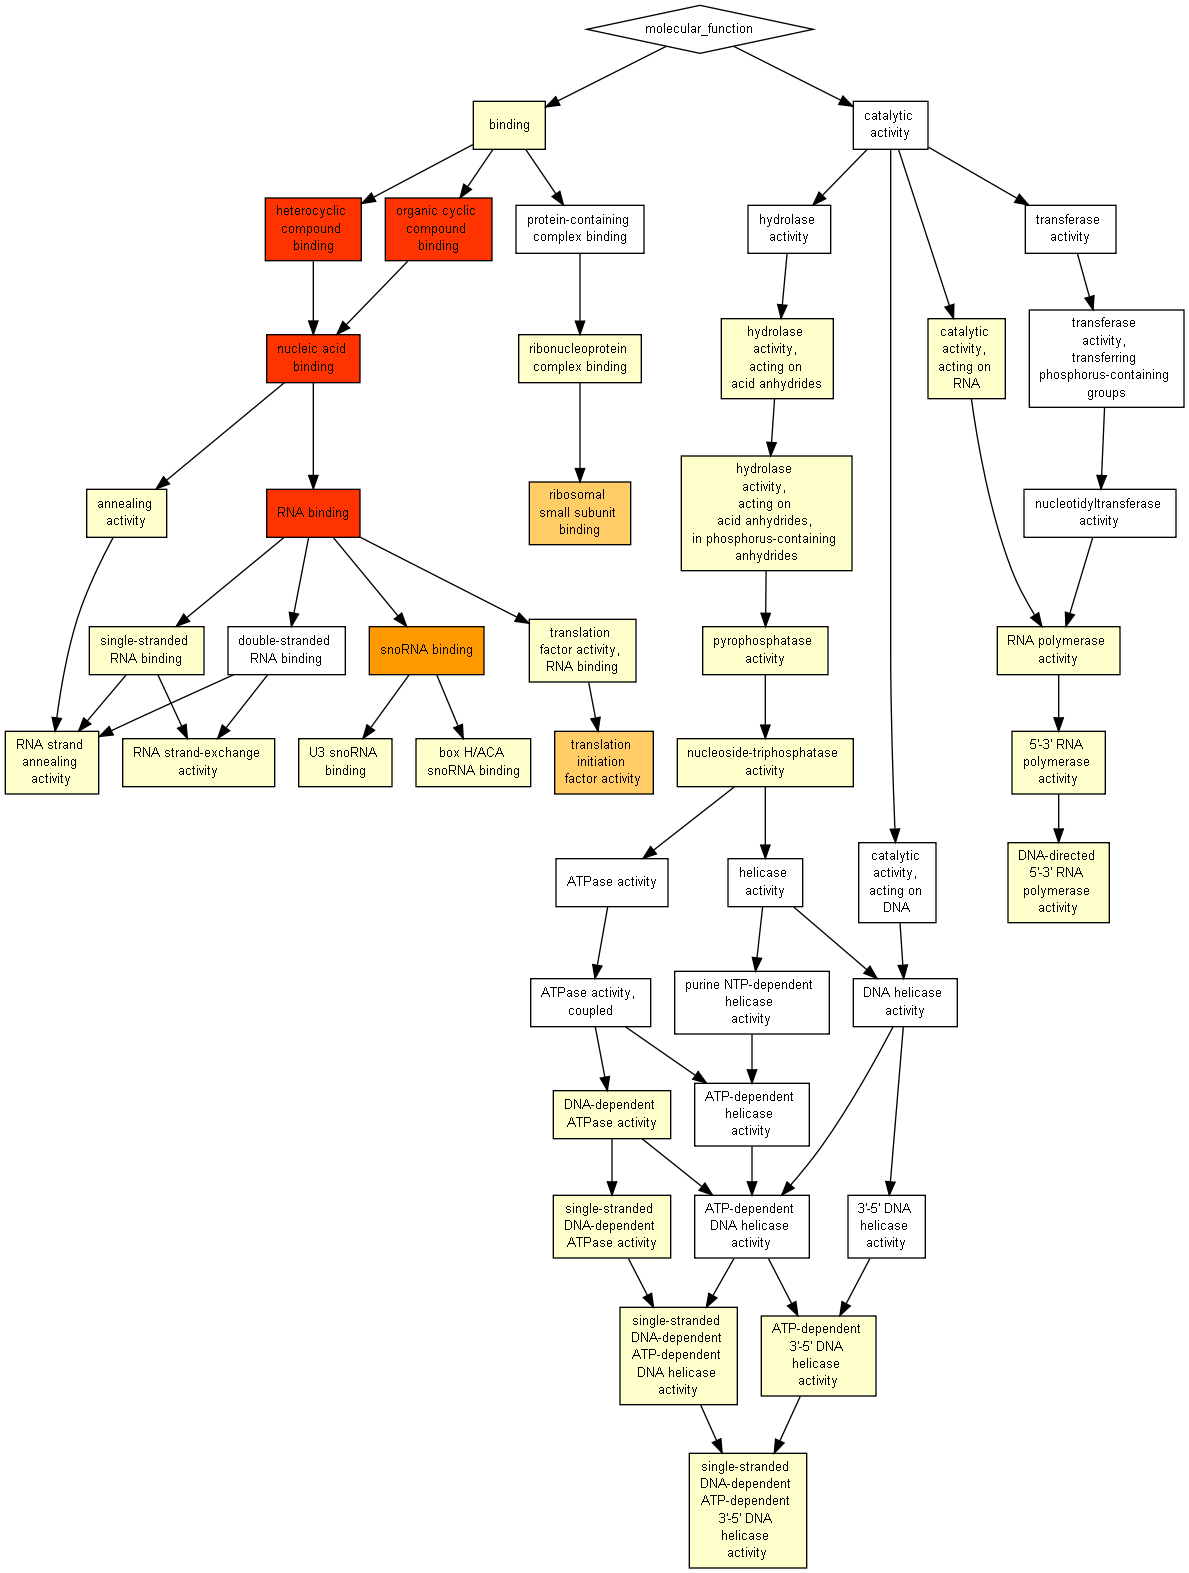 molecular_function
binding
catalytic
activity
heterocyclic
compound
binding
organic cyclic
compound
binding
protein-containing
complex binding
hydrolase
activity
transferase
activity
nucleic acid
binding
ribonucleoprotein
complex binding
hydrolase
activity,
acting on
acid anhydrides
catalytic
activity,
acting on
RNA
transferase
activity,
transferring
phosphorus-containing
groups
annealing
activity
RNA binding
ribosomal
small subunit
binding
hydrolase
activity,
acting on
acid anhydrides,
in phosphorus-containing
anhydrides
nucleotidyltransferase
activity
single-stranded
RNA binding
double-stranded
RNA binding
snoRNA binding
translation
factor activity,
RNA binding
pyrophosphatase
activity
RNA polymerase
activity
RNA strand
annealing
activity
RNA strand-exchange
activity
U3 snoRNA
binding
box H/ACA
snoRNA binding
translation
initiation
factor activity
nucleoside-triphosphatase
activity
5'-3' RNA
polymerase
activity
ATPase activity
helicase
activity
catalytic
activity,
acting on
DNA
DNA-directed
5'-3' RNA
polymerase
activity
ATPase activity,
coupled
purine NTP-dependent
helicase
activity
DNA helicase
activity
DNA-dependent
ATPase activity
ATP-dependent
helicase
activity
single-stranded
DNA-dependent
ATPase activity
ATP-dependent
DNA helicase
activity
3'-5' DNA
helicase
activity
single-stranded
DNA-dependent
ATP-dependent
DNA helicase
activity
ATP-dependent
3'-5' DNA
helicase
activity
single-stranded
DNA-dependent
ATP-dependent
3'-5' DNA
helicase
activity